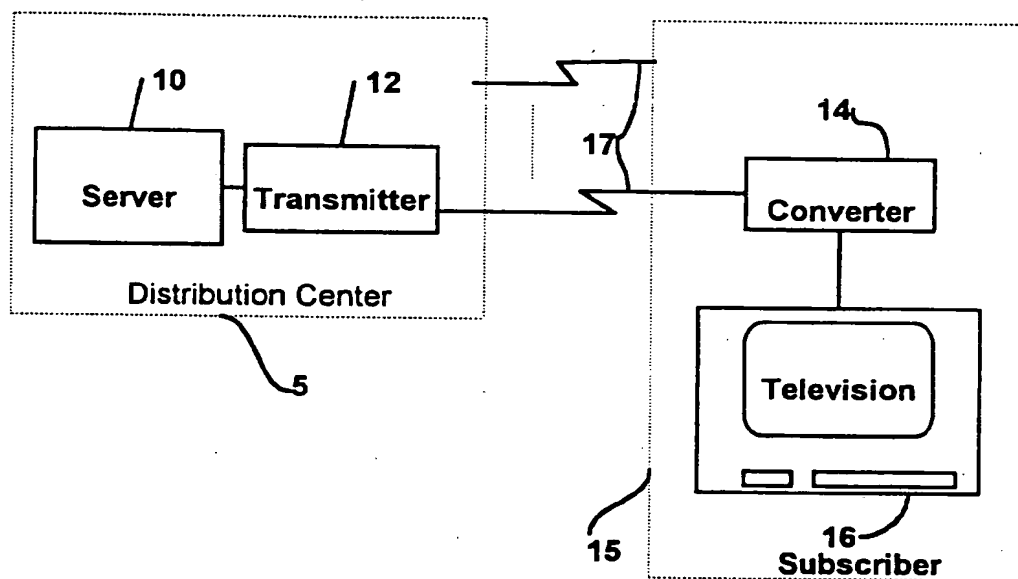 10
12
Server
Transmitter
Distribution Center
5
17
14
Converter
Television
15
16
Subscriber